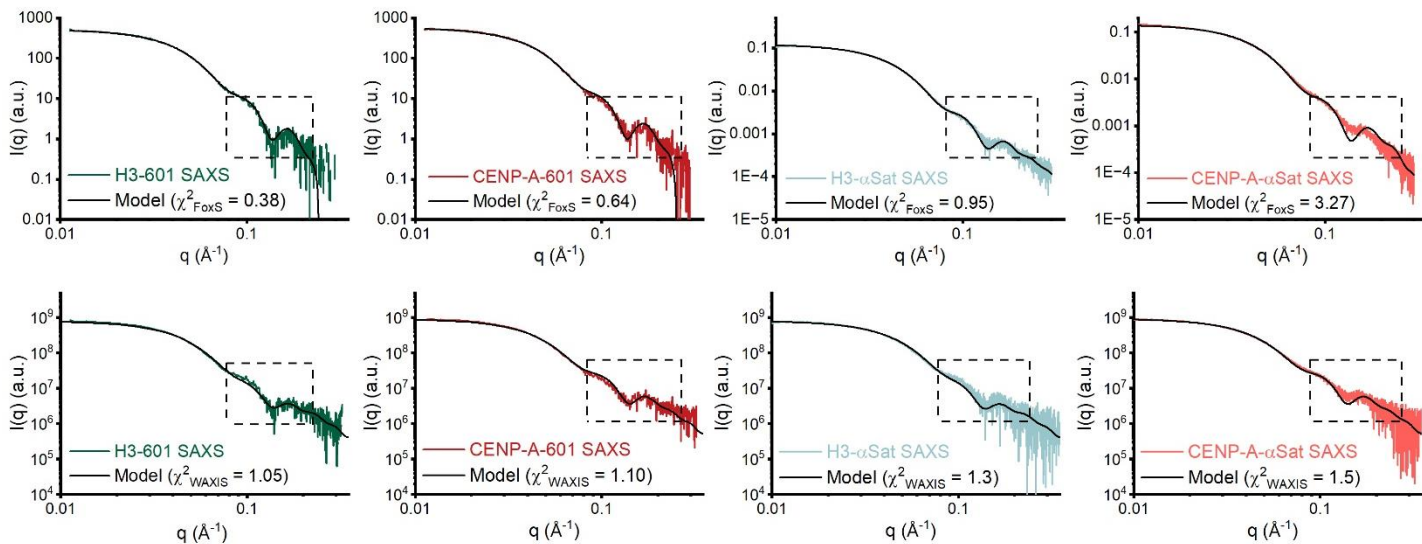 1000
100
10
1
0.1
0.01
I(q) (a.u.)
H3-601 SAXS
Model (χ²FoxS = 0.38)
0.01
0.1
q (Å⁻¹)
1000
100
10
1
0.1
0.01
I(q) (a.u.)
CENP-A-601 SAXS
Model (χ²FoxS = 0.64)
0.01
0.1
q (Å⁻¹)
0.1
0.01
0.001
1E-4
1E-5
I(q) (a.u.)
H3-αSat SAXS
Model (χ²FoxS = 0.95)
0.01
0.1
q (Å⁻¹)
0.1
0.01
0.001
1E-4
1E-5
I(q) (a.u.)
CENP-A-αSat SAXS
Model (χ²FoxS = 3.27)
0.01
0.1
q (Å⁻¹)
10⁹
10⁸
10⁷
10⁶
10⁵
10⁴
I(q) (a.u.)
H3-601 SAXS
Model (χ²WAXIS = 1.05)
0.01
0.1
q (Å⁻¹)
10⁹
10⁸
10⁷
10⁶
10⁵
10⁴
I(q) (a.u.)
CENP-A-601 SAXS
Model (χ²WAXIS = 1.10)
0.01
0.1
q (Å⁻¹)
10⁹
10⁸
10⁷
10⁶
10⁵
10⁴
I(q) (a.u.)
H3-αSat SAXS
Model (χ²WAXIS = 1.3)
0.01
0.1
q (Å⁻¹)
10⁹
10⁸
10⁷
10⁶
10⁵
10⁴
I(q) (a.u.)
CENP-A-αSat SAXS
Model (χ²WAXIS = 1.5)
0.01
0.1
q (Å⁻¹)